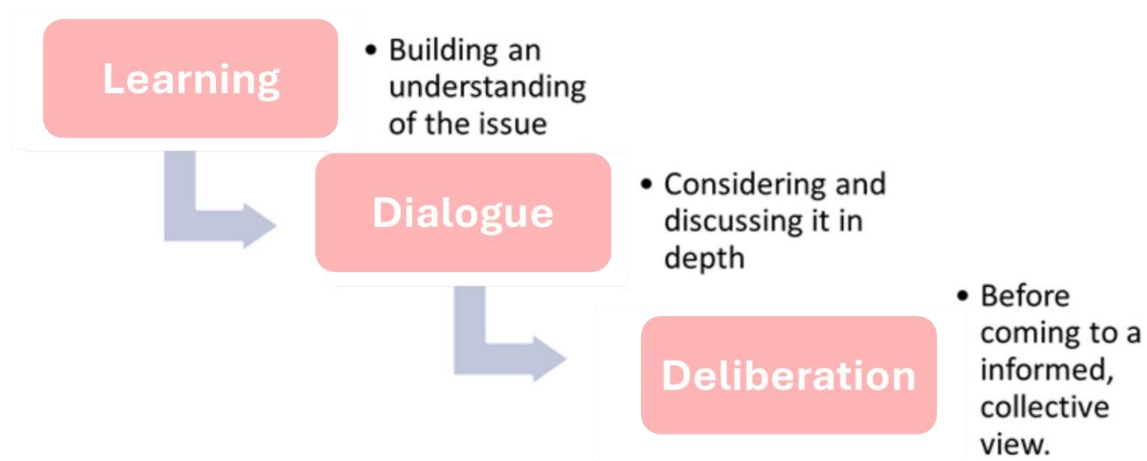 Learning
• Building an
understanding
of the issue
Dialogue
• Considering and
discussing it in
depth
Deliberation
• Before
coming to a
informed,
collective
view.